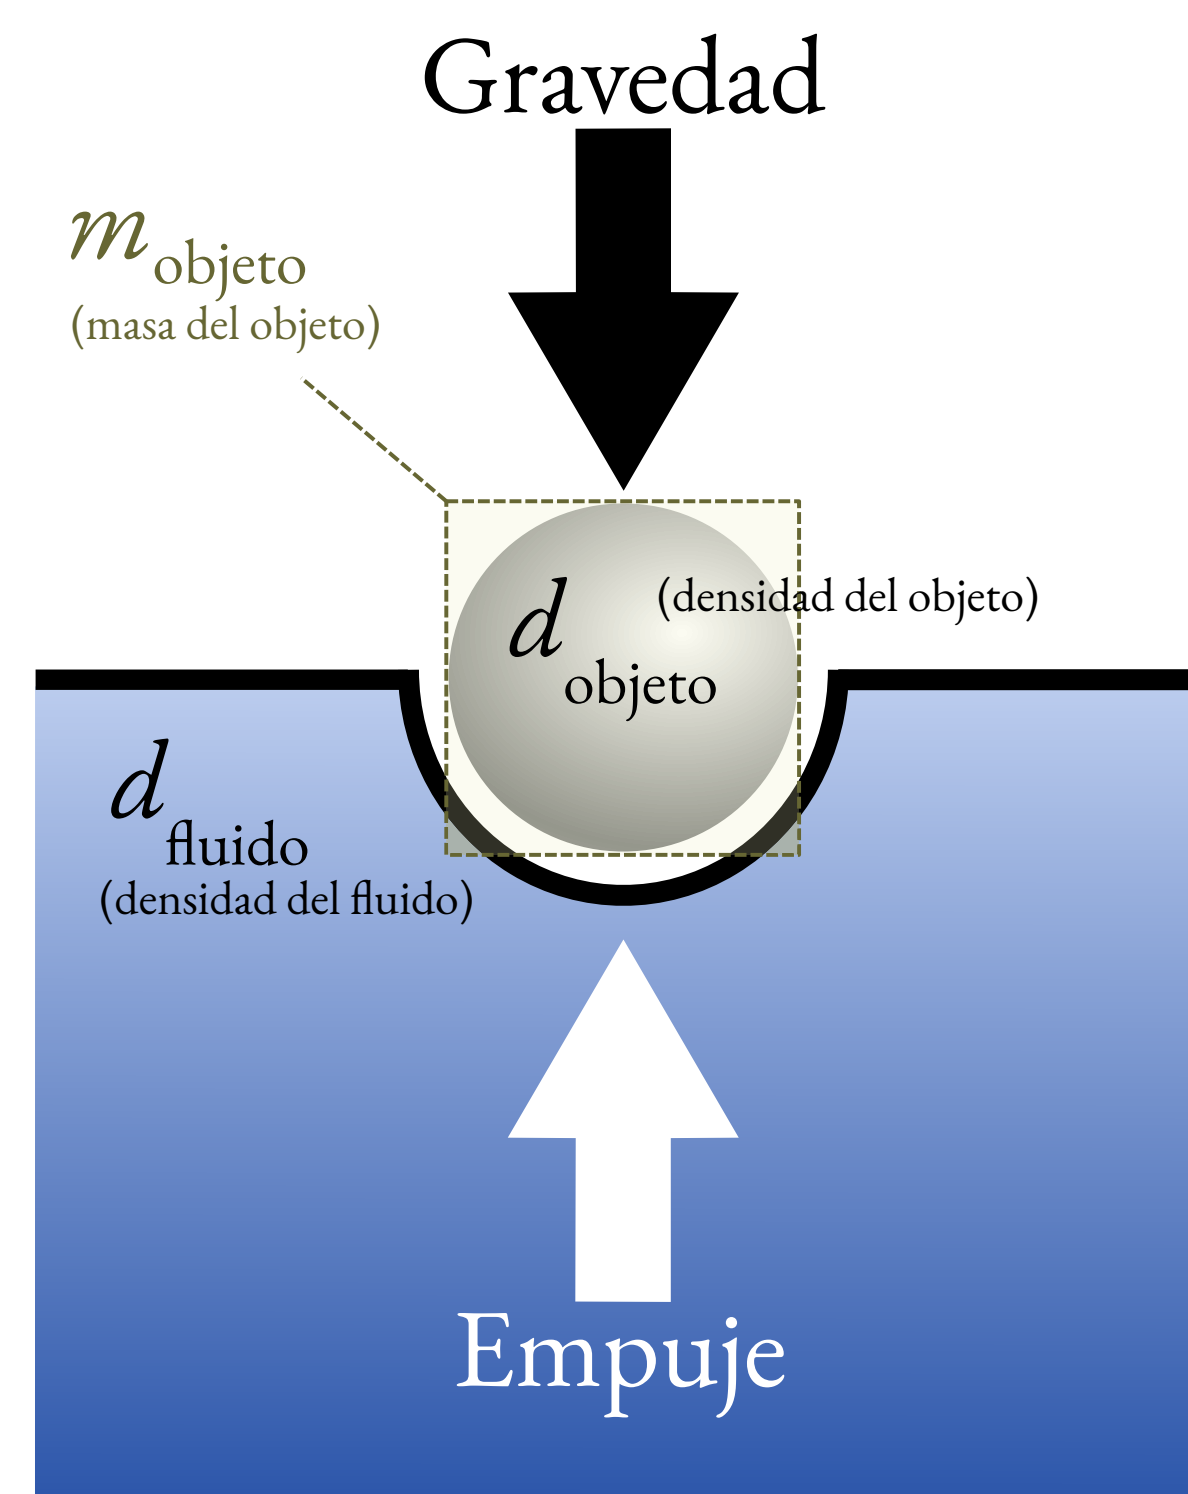 Gravedad
m objeto
(masa del objeto)
d objeto
(densidad del objeto)
d fluido
(densidad del fluido)
Empuje